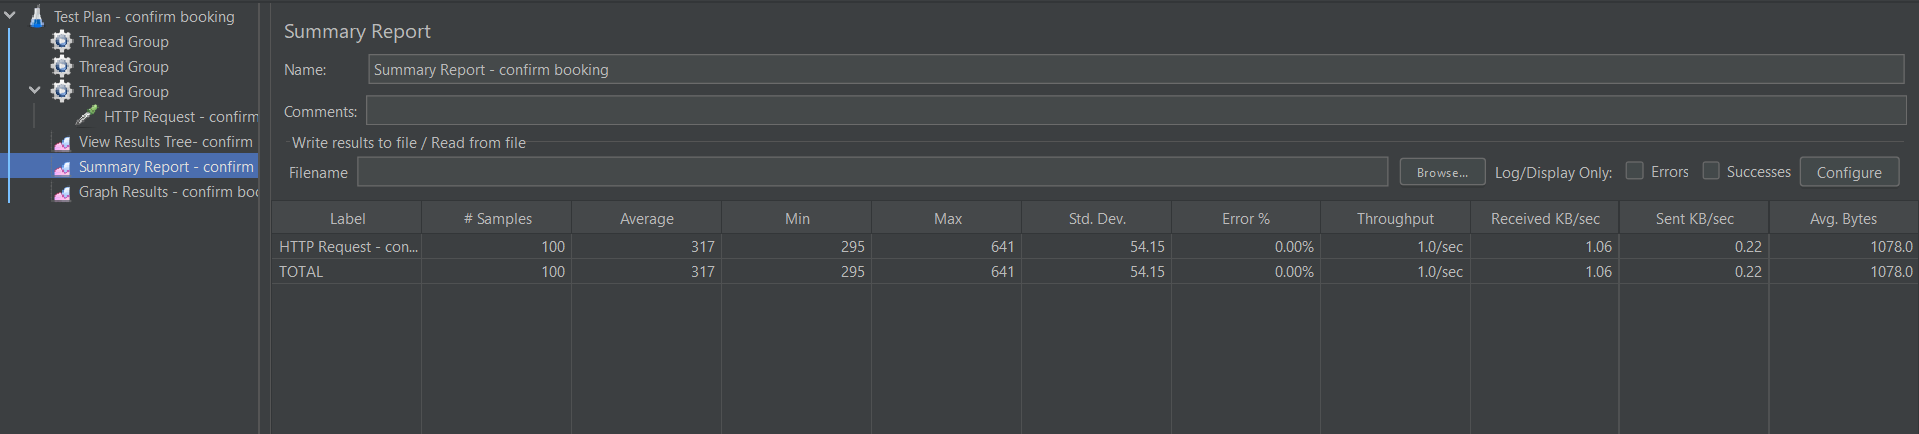 Test Plan - confirm booking
Thread Group
Thread Group
Thread Group
HTTP Request - confirm
View Results Tree- confirm
Summary Report - confirm
Graph Results - confirm boo
Summary Report
Name: Summary Report - confirm booking
Comments:
Write results to file / Read from file
Filename Browse... Log/Display Only: Errors Successes Configure
Label # Samples Average Min Max Std. Dev. Error % Throughput Received KB/sec Sent KB/sec Avg. Bytes
HTTP Request - con... 100 317 295 641 54.15 0.00% 1.0/sec 1.06 0.22 1078.0
TOTAL 100 317 295 641 54.15 0.00% 1.0/sec 1.06 0.22 1078.0